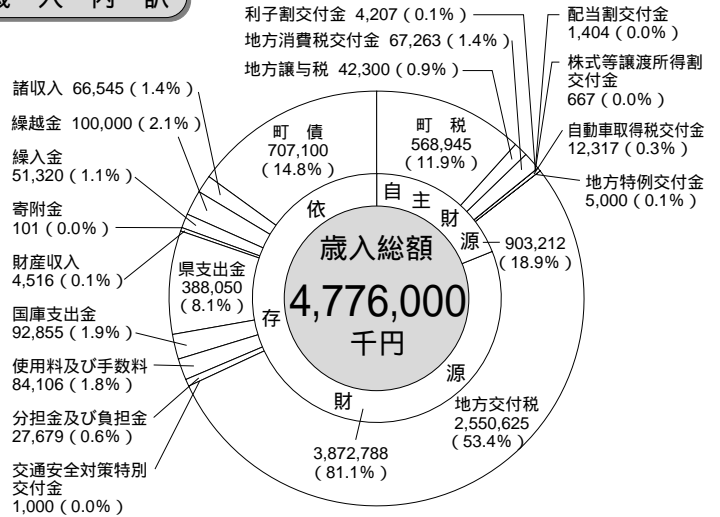 歳入内訳
利子割交付金 4,207(0.1%)
地方消費税交付金 67,263(1.4%)
地方譲与税 42,300(0.9%)
配当割交付金
1,404(0.0%)
株式等譲渡所得割
交付金
667(0.0%)
自動車取得税交付金
12,317(0.3%)
地方特例交付金
5,000(0.1%)
諸収入 66,545(1.4%)
繰越金 100,000(2.1%)
繰入金
51,320(1.1%)
寄附金
101(0.0%)
財産収入
4,516(0.1%)
国庫支出金
92,855(1.9%)
使用料及び手数料
84,106(1.8%)
分担金及び負担金
27,679(0.6%)
交通安全対策特別
交付金
1,000(0.0%)
町債
707,100
(14.8%)
町税
568,945
(11.9%)
県支出金
388,050
(8.1%)
自主財源
903,212
(18.9%)
歳入総額
4,776,000
千円
依存財源
3,872,788
(81.1%)
地方交付税
2,550,625
(53.4%)